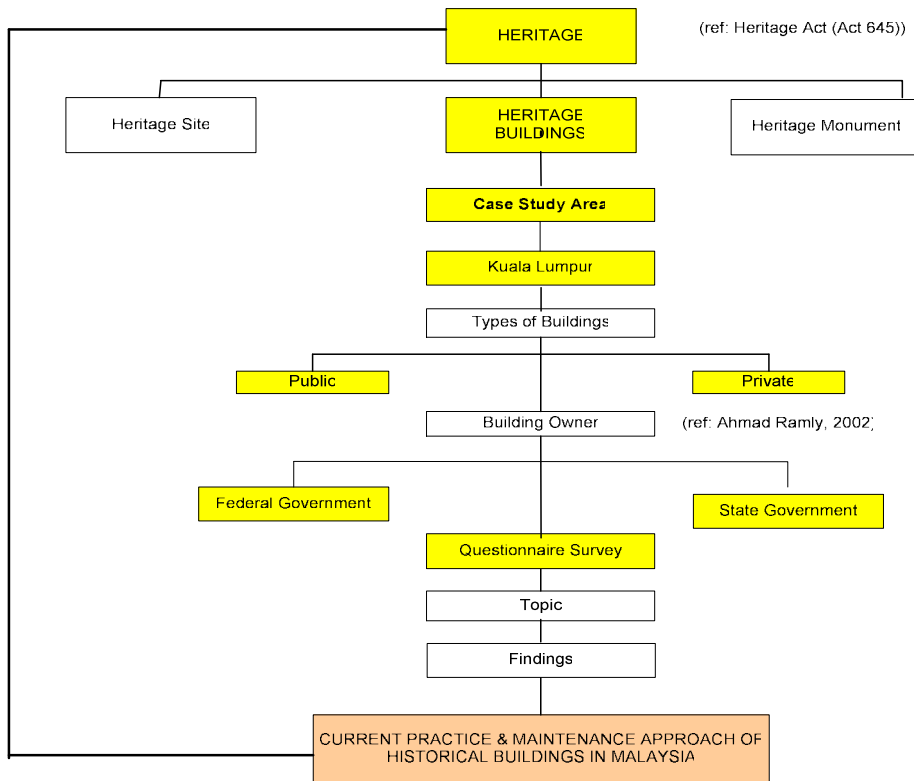 HERITAGE
(ref: Heritage Act (Act 645))
Heritage Site
HERITAGE
BUILDINGS
Heritage Monument
Case Study Area
Kuala Lumpur
Types of Buildings
Public
Private
Building Owner
(ref: Ahmad Ramly, 2002)
Federal Government
State Government
Questionnaire Survey
Topic
Findings
CURRENT PRACTICE & MAINTENANCE APPROACH OF
HISTORICAL BUILDINGS IN MALAYSIA